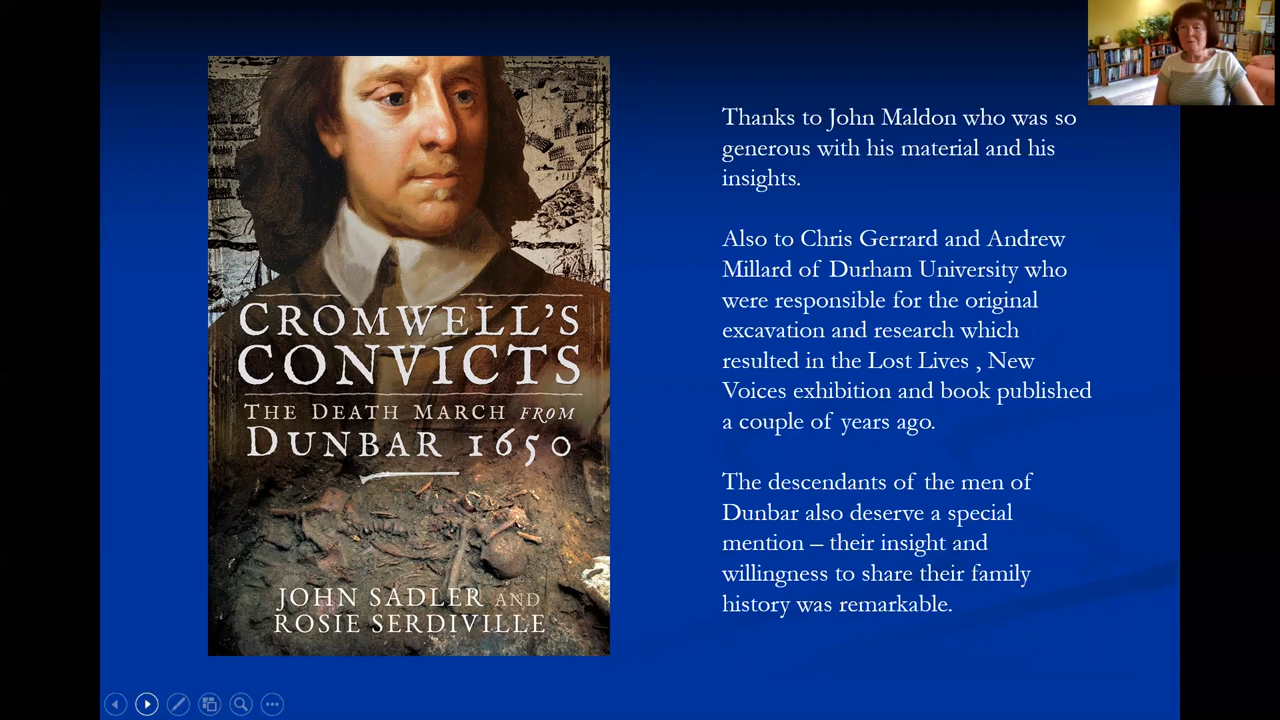 CROMWELL'S
CONVICTS
THE DEATH MARCH FROM
DUNBAR 1650
JOHN SADLER AND
ROSIE SERDIVILLE
Thanks to John Maldon who was so
generous with his material and his
insights.
Also to Chris Gerrard and Andrew
Millard of Durham University who
were responsible for the original
excavation and research which
resulted in the Lost Lives , New
Voices exhibition and book published
a couple of years ago.
The descendants of the men of
Dunbar also deserve a special
mention – their insight and
willingness to share their family
history was remarkable.